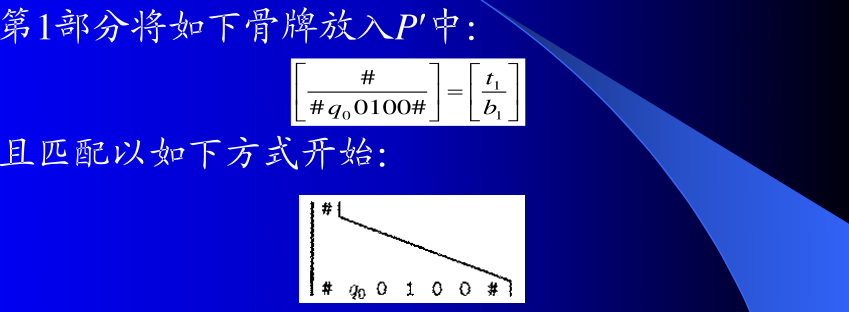 第1部分将如下骨牌放入P′中：
[#/#q₀0100#]=[t₁/b₁]
且匹配以如下方式开始：
#
# q₀ 0 1 0 0 #